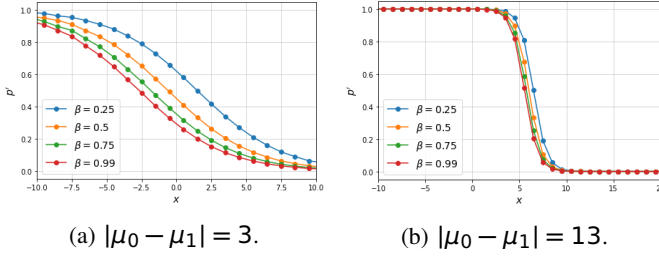 1.0
0.8
0.6
0.4
0.2
0.0
p'
β = 0.25
β = 0.5
β = 0.75
β = 0.99
-10.0 -7.5 -5.0 -2.5 0.0 2.5 5.0 7.5 10.0
x
(a) |μ₀ − μ₁| = 3.
1.0
0.8
0.6
0.4
0.2
0.0
p'
β = 0.25
β = 0.5
β = 0.75
β = 0.99
-10 -5 0 5 10 15 20
x
(b) |μ₀ − μ₁| = 13.